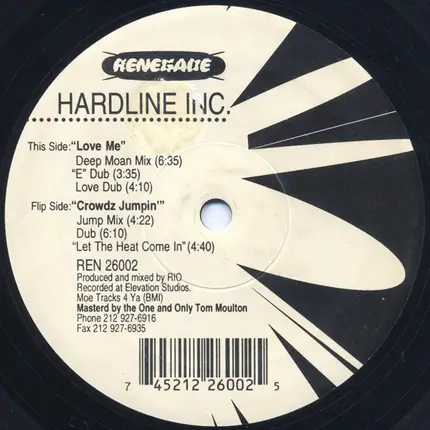 RENEGADE
HARDLINE INC.
This Side: "Love Me"
Deep Moan Mix (6:35)
"E" Dub (3:35)
Love Dub (4:10)
Flip Side: "Crowdz Jumpin'"
Jump Mix (4:22)
Dub (6:10)
"Let The Heat Come In" (4:40)
REN 26002
Produced and mixed by RIO
Recorded at Elevation Studios.
Moe Tracks 4 Ya (BMI)
Masterd by the One and Only Tom Moulton
Phone 212 927-6916
Fax 212 927-6935
7 45212 26002 5